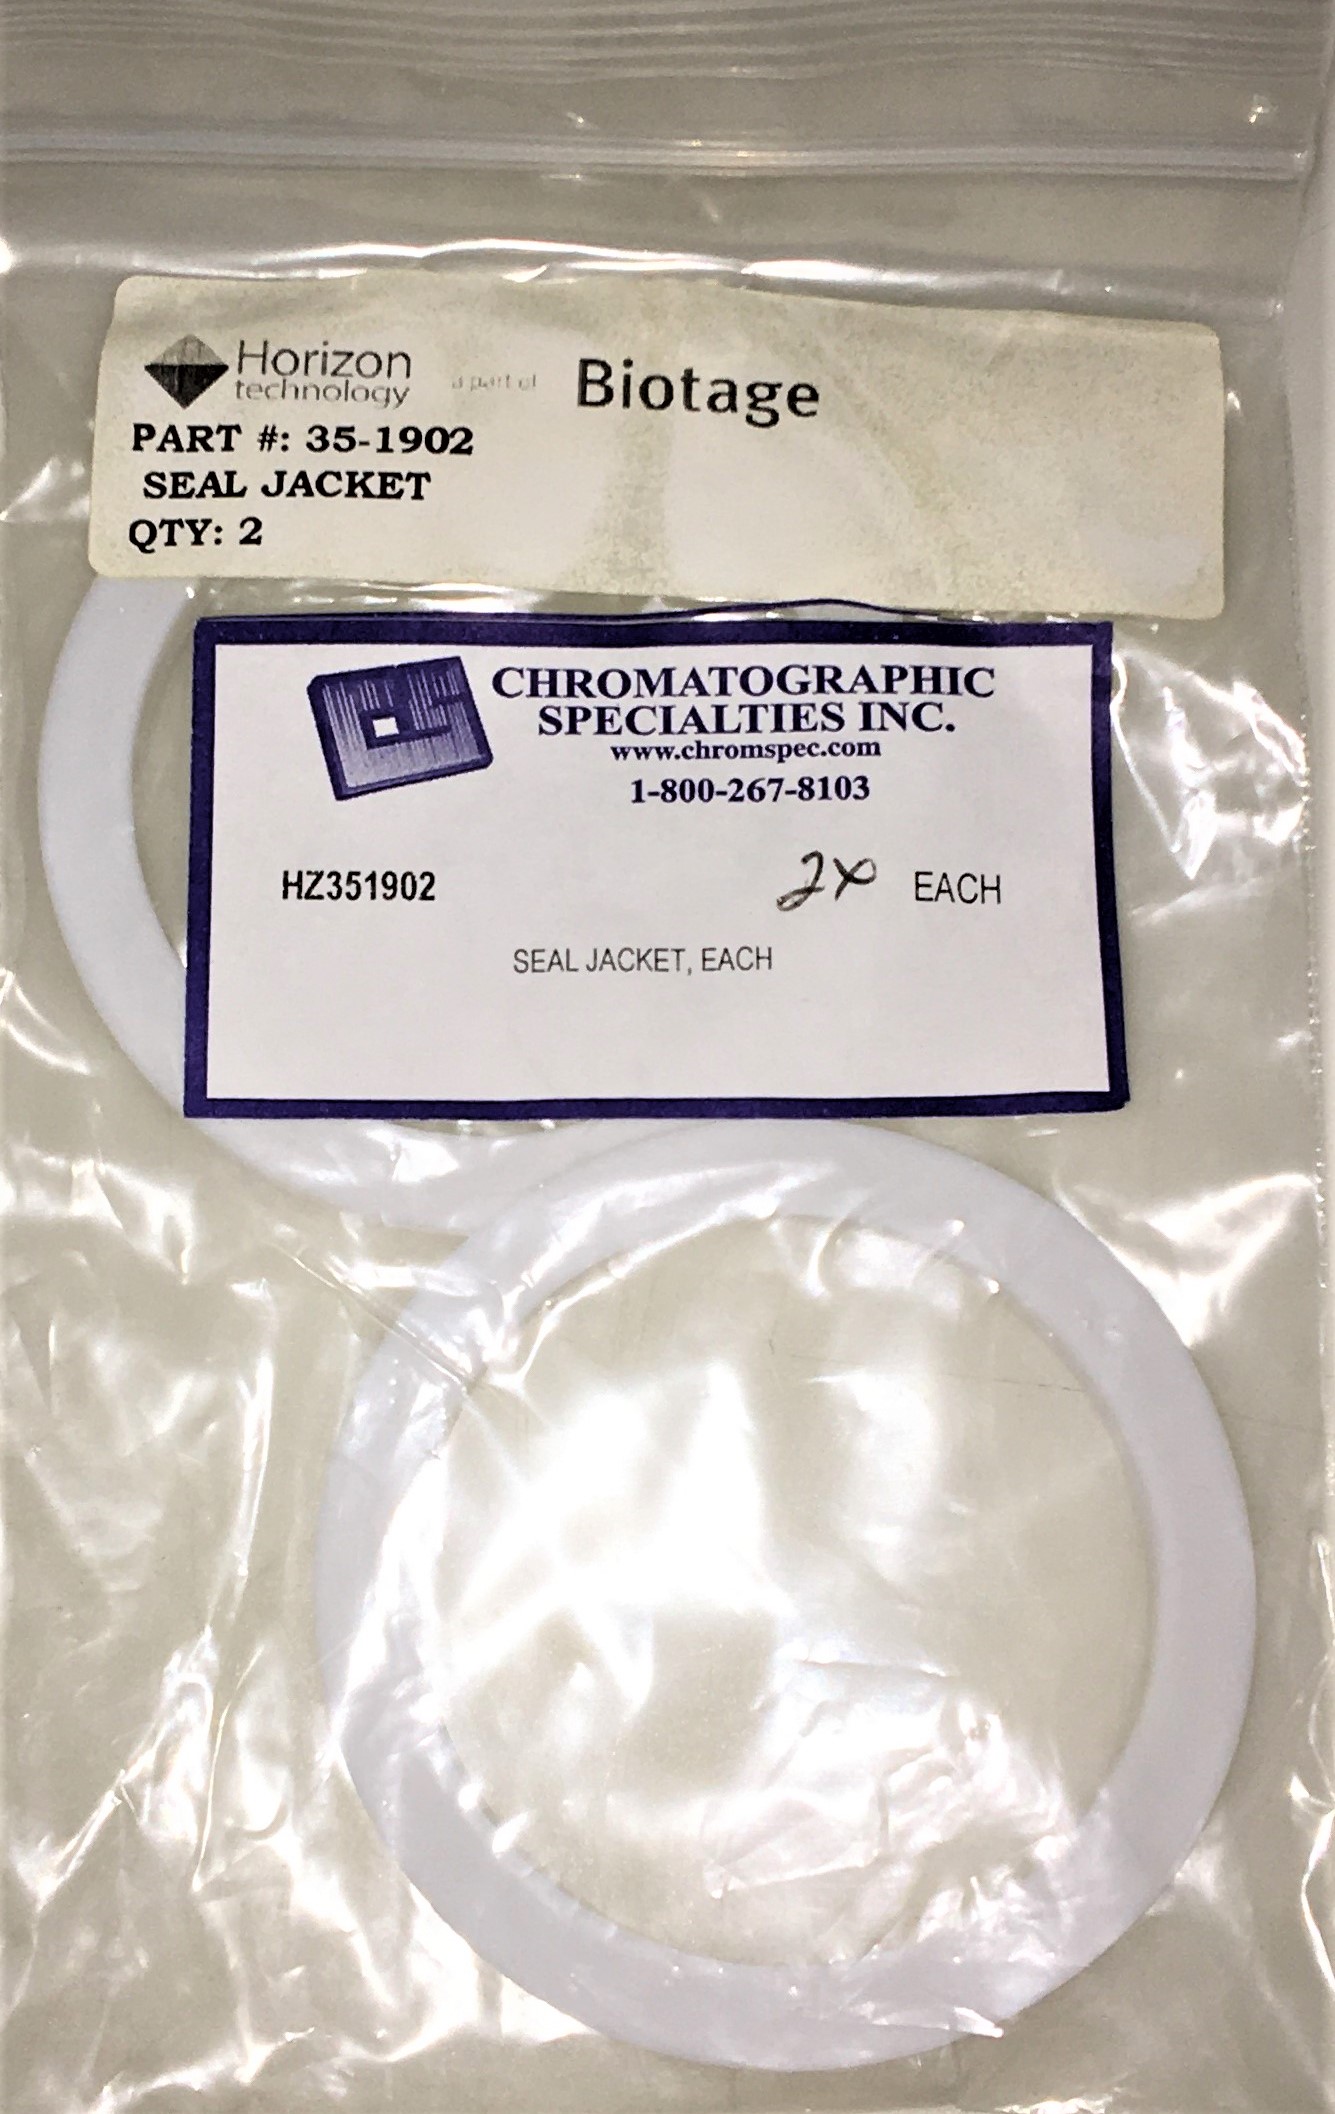 Horizon
technology a part of Biotage
PART #: 35-1902
SEAL JACKET
QTY: 2
CHROMATOGRAPHIC
SPECIALTIES INC.
www.chromspec.com
1-800-267-8103
HZ351902 2x EACH
SEAL JACKET, EACH